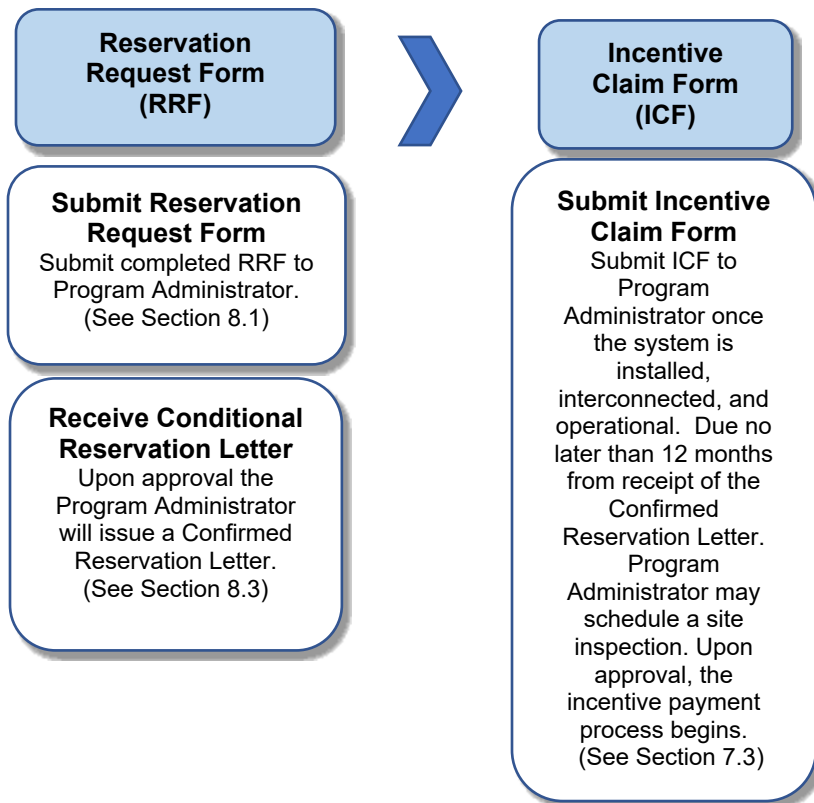 Reservation
Request Form
(RRF)
Submit Reservation
Request Form
Submit completed RRF to
Program Administrator.
(See Section 8.1)
Receive Conditional
Reservation Letter
Upon approval the
Program Administrator
will issue a Confirmed
Reservation Letter.
(See Section 8.3)
Incentive
Claim Form
(ICF)
Submit Incentive
Claim Form
Submit ICF to
Program
Administrator once
the system is
installed,
interconnected, and
operational. Due no
later than 12 months
from receipt of the
Confirmed
Reservation Letter.
Program
Administrator may
schedule a site
inspection. Upon
approval, the
incentive payment
process begins.
(See Section 7.3)